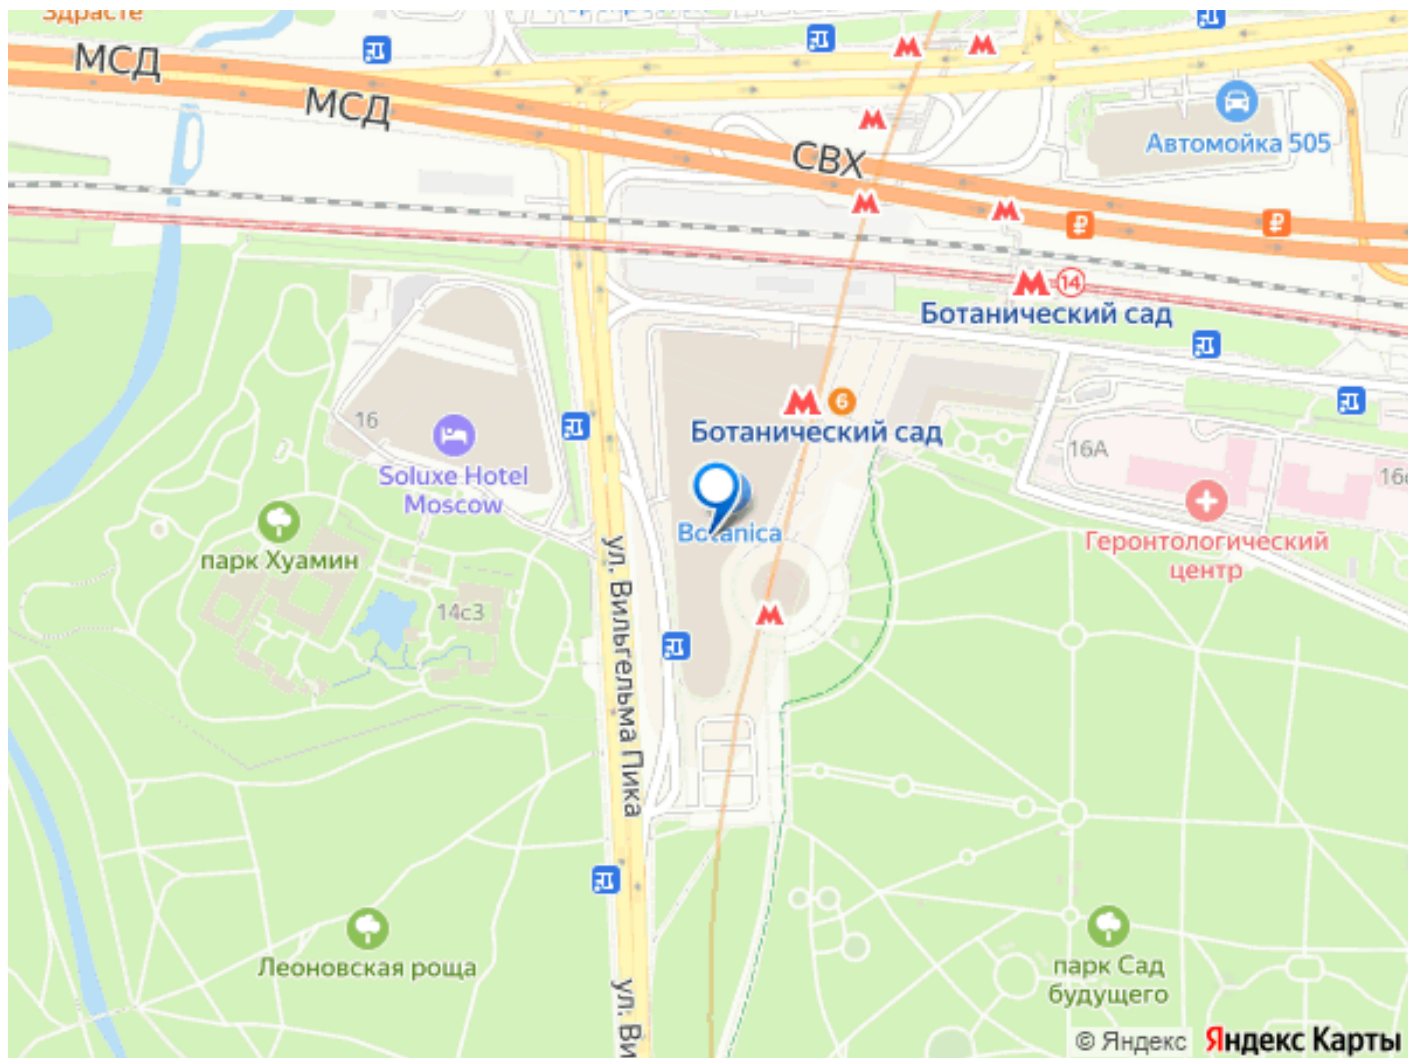 Здрасте
МСД
МСД
СВХ
Автомойка 505
14
Ботанический сад
6
Ботанический сад
16
Soluxe Hotel
Moscow
16А
Геронтологический
центр
Botanica
парк Хуамин
14с3
ул. Вильгельма Пика
Леоновская роща
парк Сад
будущего
ул. Ви
© Яндекс Яндекс Карты